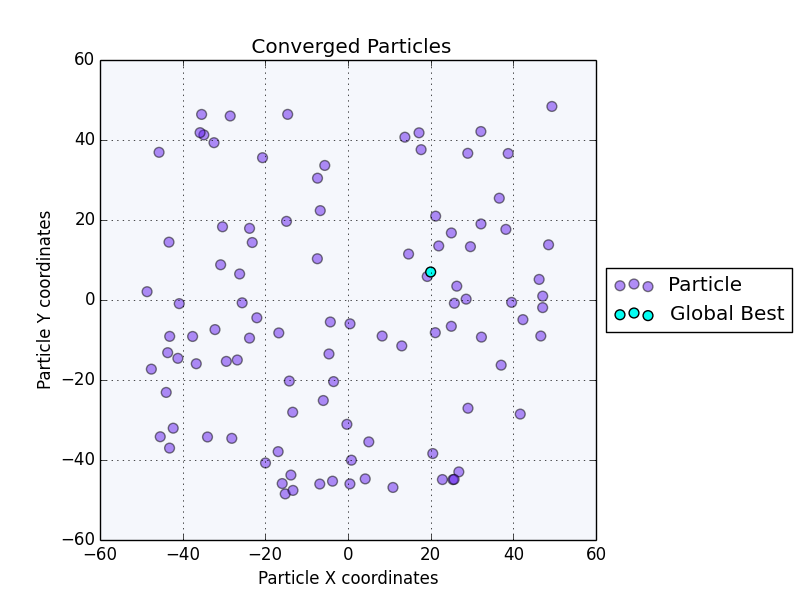 Converged Particles
60
40
20
0
−20
−40
−60
−60
−40
−20
0
20
40
60
Particle Y coordinates
Particle X coordinates
Particle
Global Best